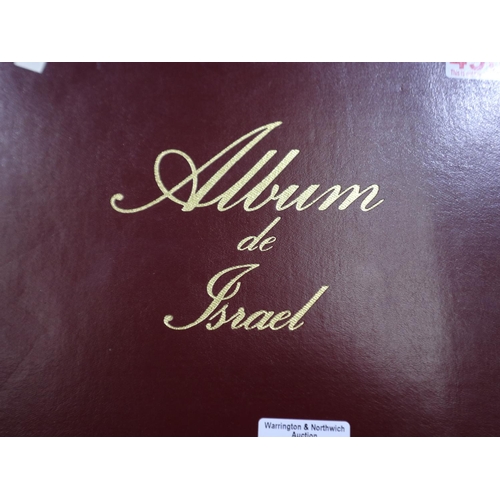 Album
de
Israel
Warrington & Northwich
Auction